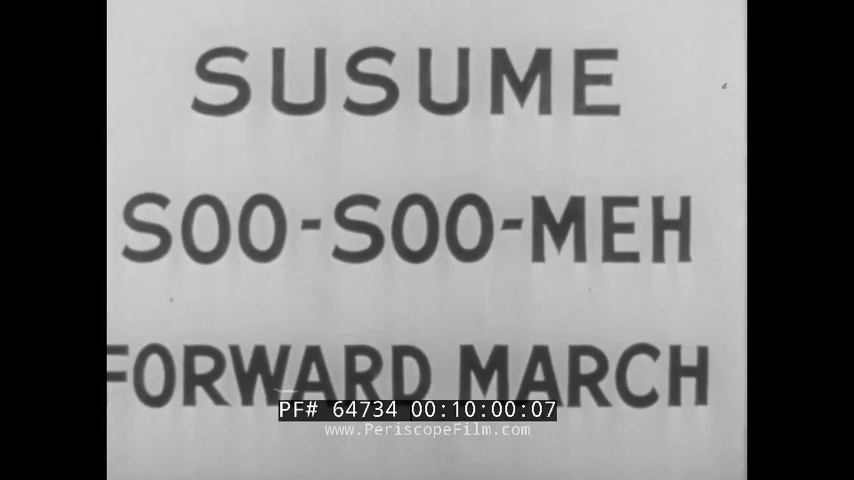 SUSUME
SOO-SOO-MEH
FORWARD MARCH
PF# 64734 00:10:00:07
www.PeriscopeFilm.com